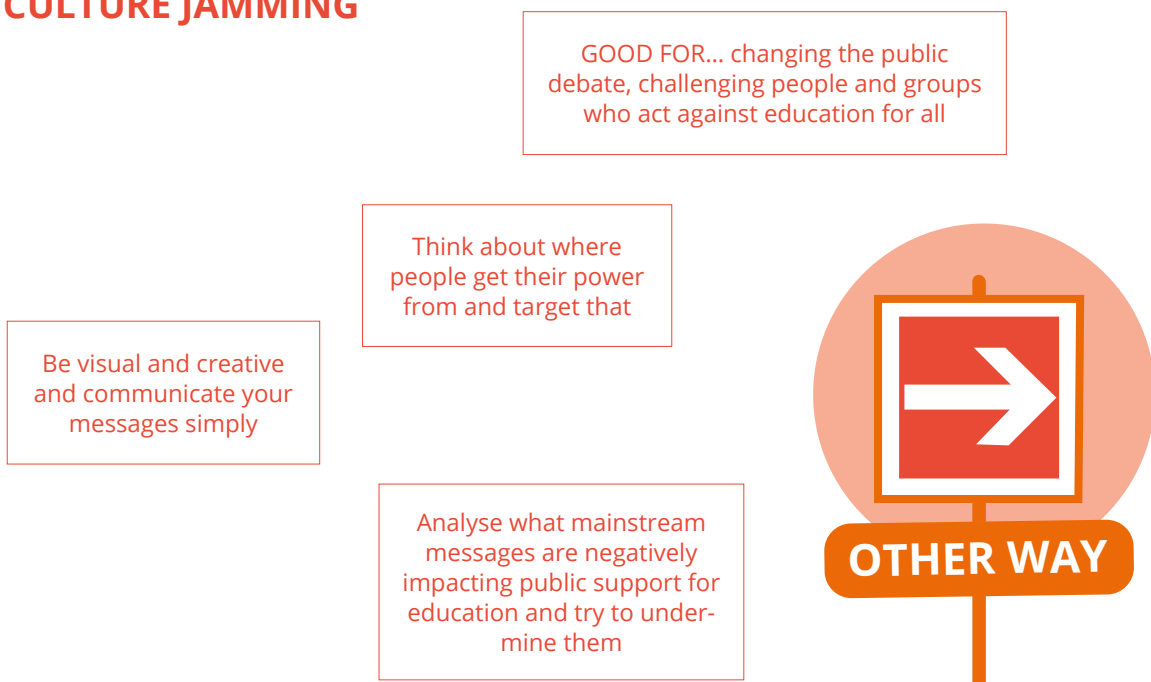 CULTURE JAMMING
GOOD FOR... changing the public
debate, challenging people and groups
who act against education for all
Think about where
people get their power
from and target that
Be visual and creative
and communicate your
messages simply
Analyse what mainstream
messages are negatively
impacting public support for
education and try to under-
mine them
OTHER WAY